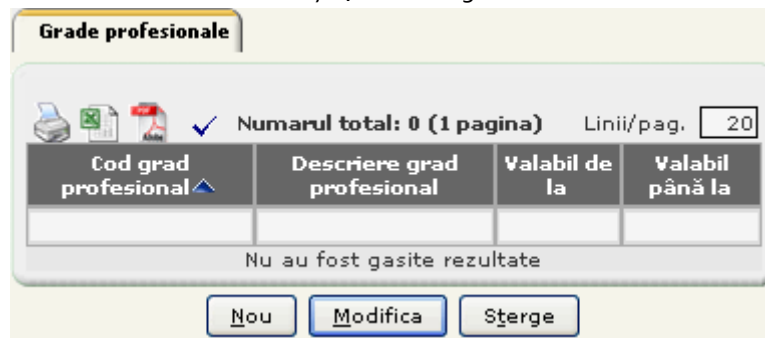 Grade profesionale
Numarul total: 0 (1 pagina) Linii/pag. 20
Cod grad profesional
Descriere grad profesional
Valabil de la
Valabil până la
Nu au fost gasite rezultate
Nou Modifica Sterge